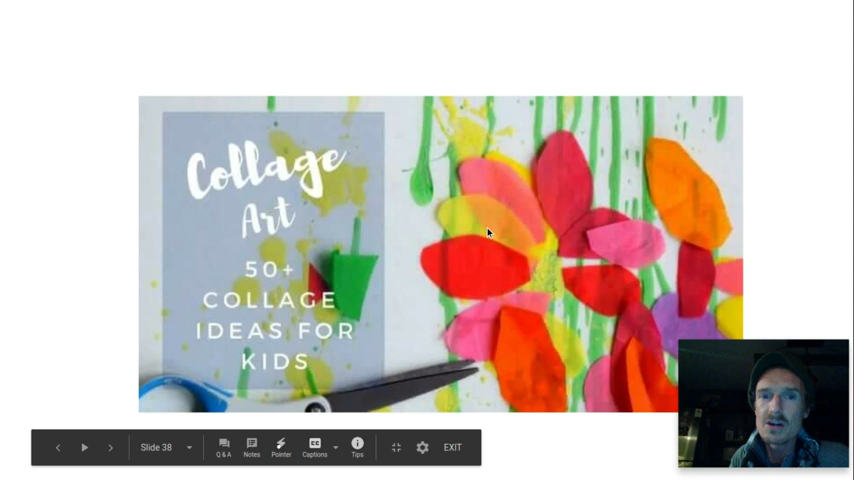 Collage
Art
50+
COLLAGE
IDEAS FOR
KIDS
Slide 38
Q & A
Notes
Pointer
Captions
Tips
EXIT